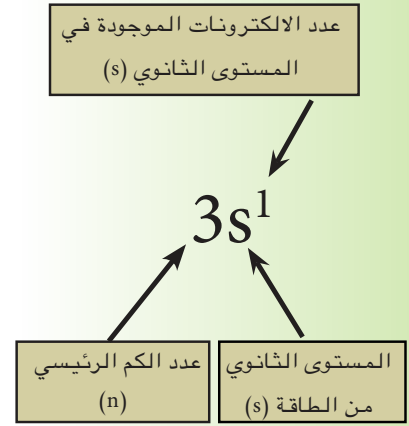 عدد الالكترونات الموجودة في
المستوى الثانوي (s)
3s¹
المستوى الثانوي
من الطاقة (s)
عدد الكم الرئيسي
(n)